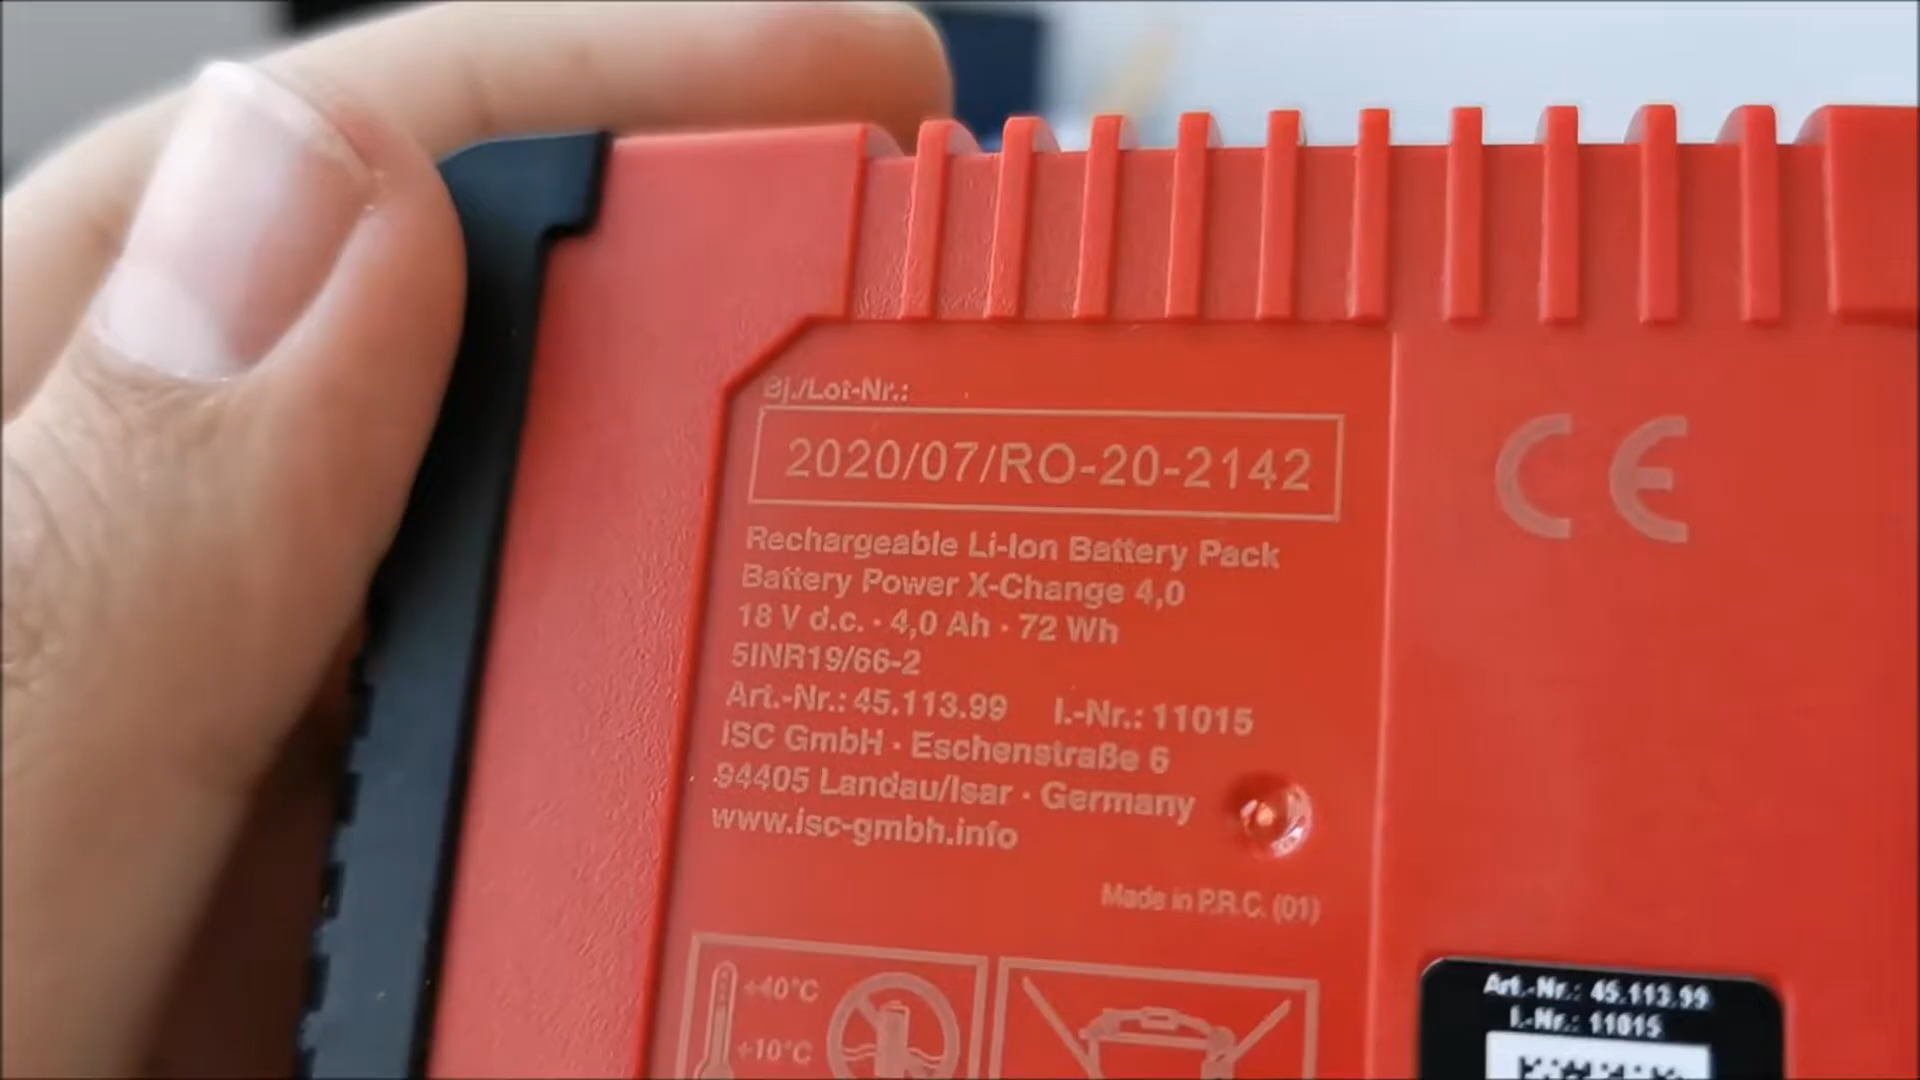 Bj./Lot-Nr.:
2020/07/RO-20-2142
Rechargeable Li-Ion Battery Pack
Battery Power X-Change 4,0
18 V d.c. · 4,0 Ah · 72 Wh
5INR19/66-2
Art.-Nr.: 45.113.99 I.-Nr.: 11015
iSC GmbH · Eschenstraße 6
94405 Landau/Isar · Germany
www.isc-gmbh.info
Made in P.R.C. (01)
+40°C
+10°C
CE
Art.-Nr.: 45.113.99
I.-Nr.: 11015